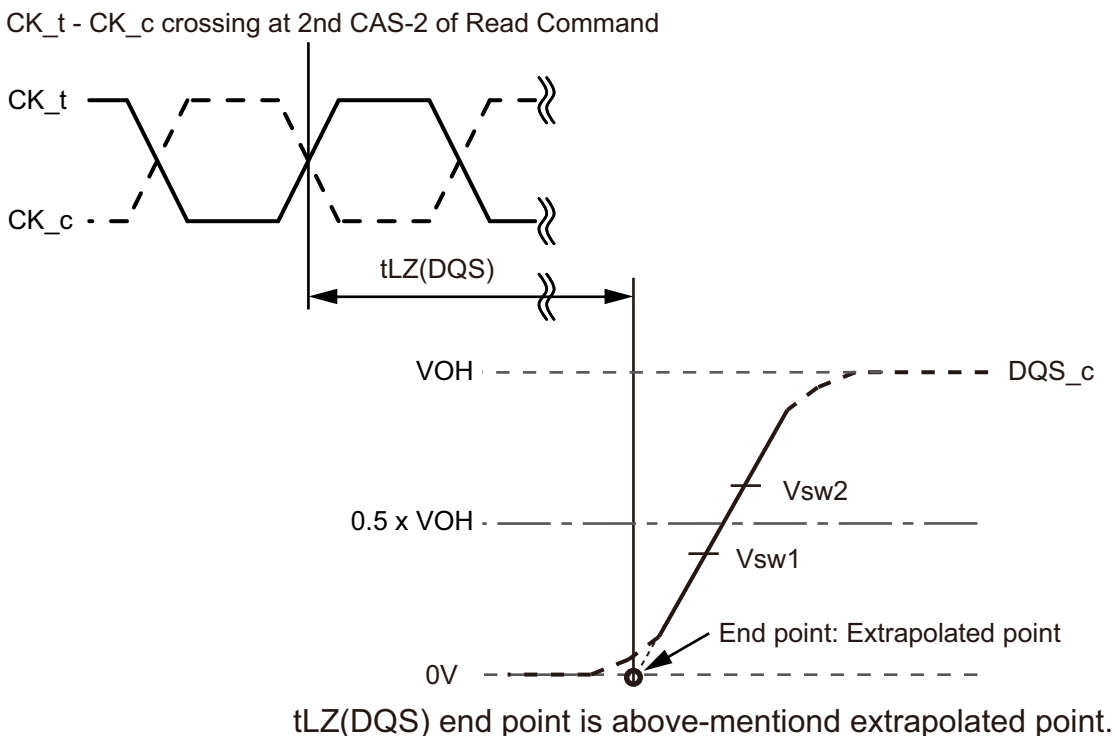 CK_t - CK_c crossing at 2nd CAS-2 of Read Command
CK_t
CK_c
tLZ(DQS)
VOH
DQS_c
Vsw2
0.5 x VOH
Vsw1
End point: Extrapolated point
0V
tLZ(DQS) end point is above-mentiond extrapolated point.